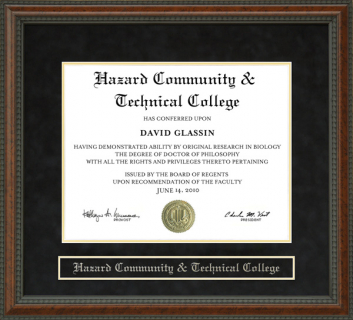 Hazard Community &
Technical College
HAS CONFERRED UPON
DAVID GLASSIN
HAVING DEMONSTRATED ABILITY BY ORIGINAL RESEARCH IN BIOLOGY
THE DEGREE OF DOCTOR OF PHILOSOPHY
WITH ALL THE RIGHTS AND PRIVILEGES THERETO PERTAINING
ISSUED BY THE BOARD OF REGENTS
UPON RECOMMENDATION OF THE FACULTY
JUNE 14, 2010
PROVOST
PRESIDENT
Hazard Community & Technical College